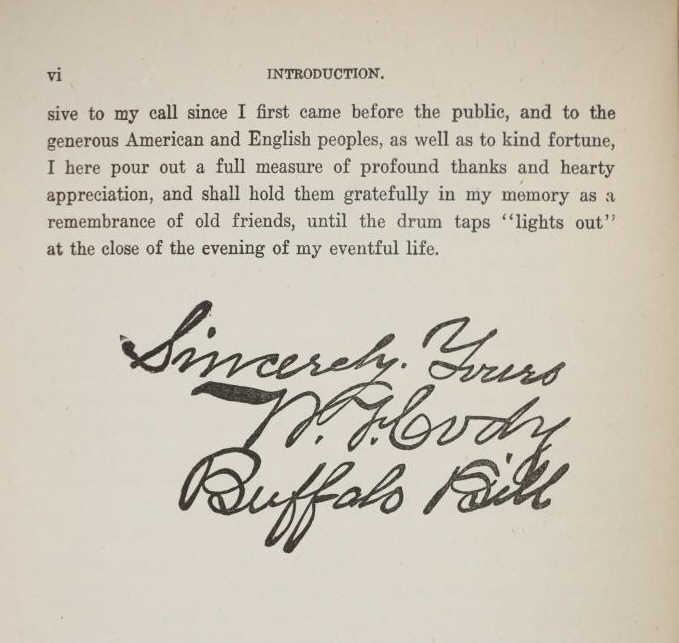 vi
INTRODUCTION.
sive to my call since I first came before the public, and to the
generous American and English peoples, as well as to kind fortune,
I here pour out a full measure of profound thanks and hearty
appreciation, and shall hold them gratefully in my memory as a
remembrance of old friends, until the drum taps “lights out”
at the close of the evening of my eventful life.
Sincerely. Yours
W. F. Cody
Buffalo Bill